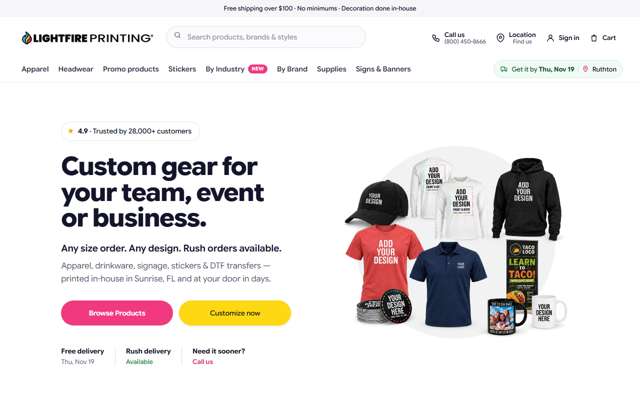 Free shipping over $100 · No minimums · Decoration done in-house
LIGHTFIRE PRINTING
Search products, brands & styles
Call us
(800) 450-8666
Location
Find us
Sign in
Cart
Apparel Headwear Promo products Stickers By Industry NEW By Brand Supplies Signs & Banners
Get it by Thu, Nov 19
Ruthton
4.9 · Trusted by 28,000+ customers
Custom gear for
your team, event
or business.
Any size order. Any design. Rush orders available.
Apparel, drinkware, signage, stickers & DTF transfers —
printed in-house in Sunrise, FL and at your door in days.
Browse Products
Customize now
Free delivery
Thu, Nov 19
Rush delivery
Available
Need it sooner?
Call us
ADD
YOUR
DESIGN
ADD
YOUR
DESIGN
ADD
YOUR
DESIGN
YOUR
DESIGN
ADD
YOUR
DESIGN
TACO
LOCO
LEARN
TO
TACO!
YOUR
DESIGN
HERE
YOUR
DESIGN
HERE